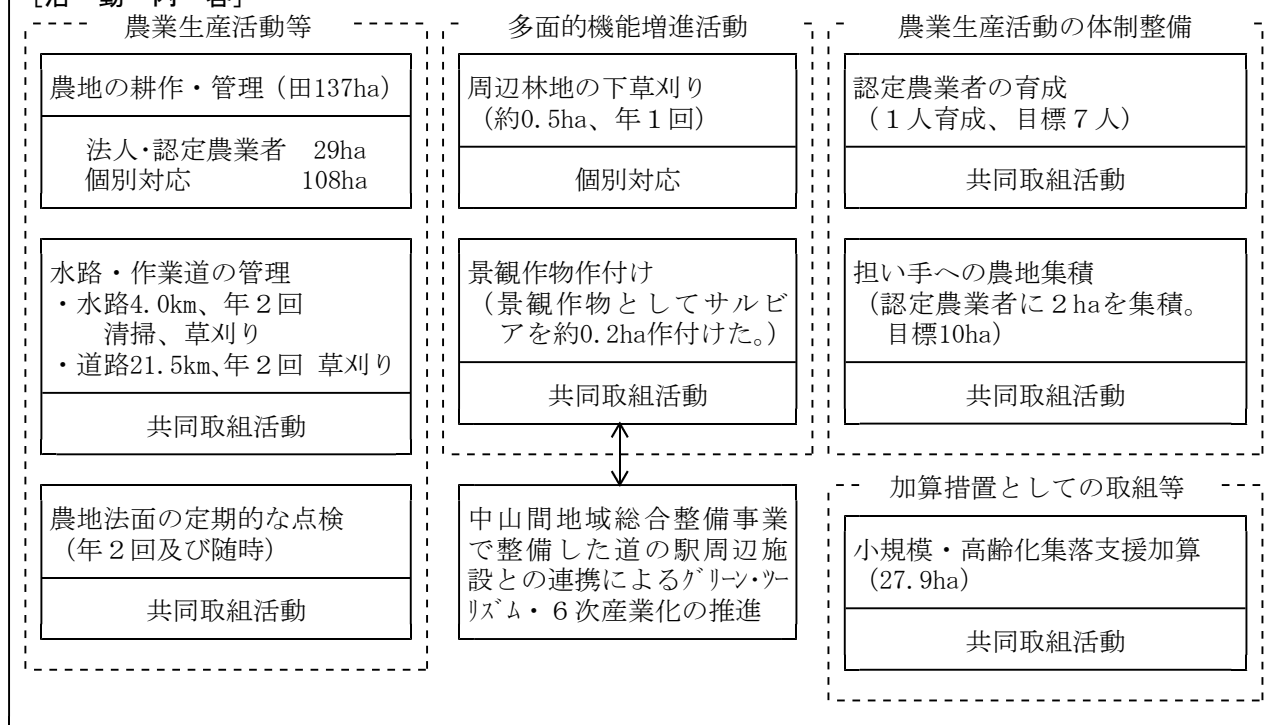 ［活 動 内 容］
農業生産活動等
農地の耕作・管理（田137ha）
法人・認定農業者 29ha
個別対応 108ha
水路・作業道の管理
・水路4.0km、年２回
清掃、草刈り
・道路21.5km、年２回 草刈り
共同取組活動
農地法面の定期的な点検
（年２回及び随時）
共同取組活動
多面的機能増進活動
周辺林地の下草刈り
（約0.5ha、年１回）
個別対応
景観作物作付け
（景観作物としてサルビ
アを約0.2ha作付けた。）
共同取組活動
中山間地域総合整備事業
で整備した道の駅周辺施
設との連携によるｸﾞﾘｰﾝ・ﾂｰ
ﾘｽﾞﾑ・６次産業化の推進
農業生産活動の体制整備
認定農業者の育成
（１人育成、目標７人）
共同取組活動
担い手への農地集積
（認定農業者に２haを集積。
目標10ha）
共同取組活動
加算措置としての取組等
小規模・高齢化集落支援加算
（27.9ha）
共同取組活動